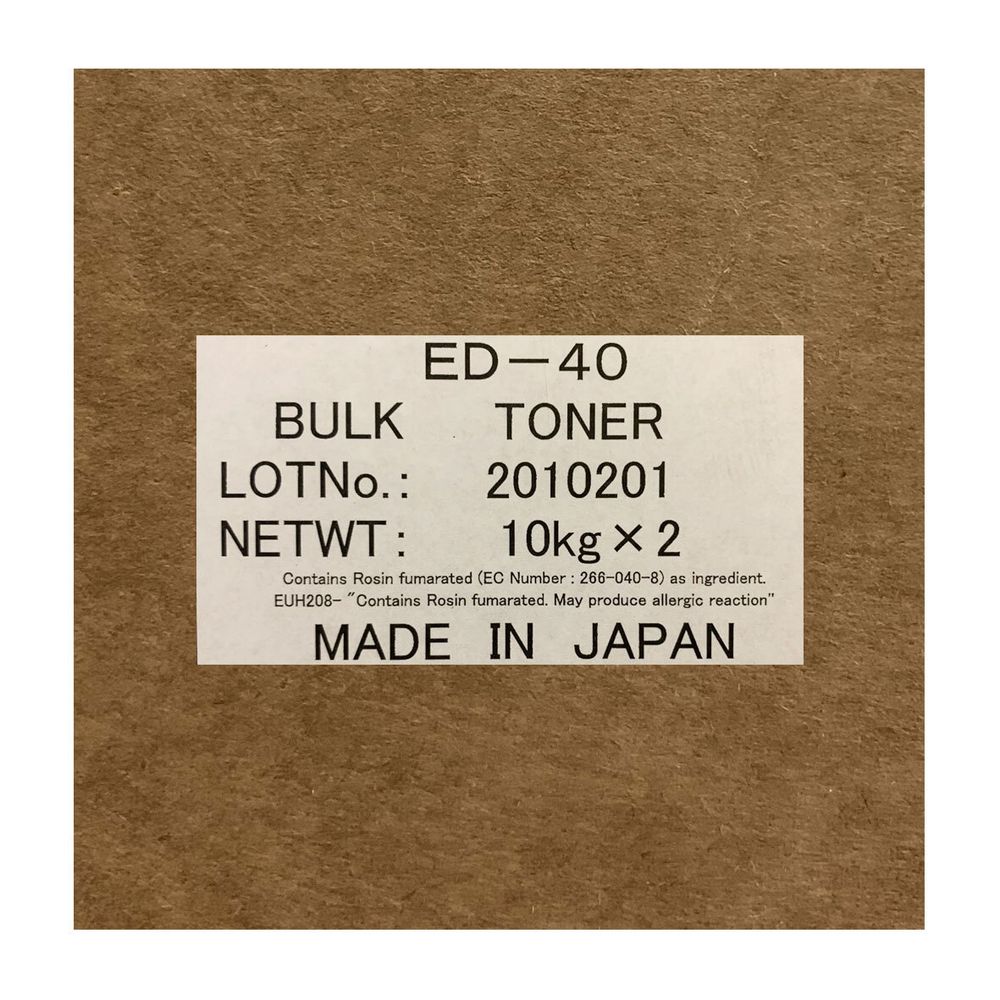 ED-40
BULK TONER
LOTNo.: 2010201
NETWT: 10kg×2
Contains Rosin fumarated (EC Number : 266-040-8) as ingredient.
EUH208- "Contains Rosin fumarated. May produce allergic reaction"
MADE IN JAPAN